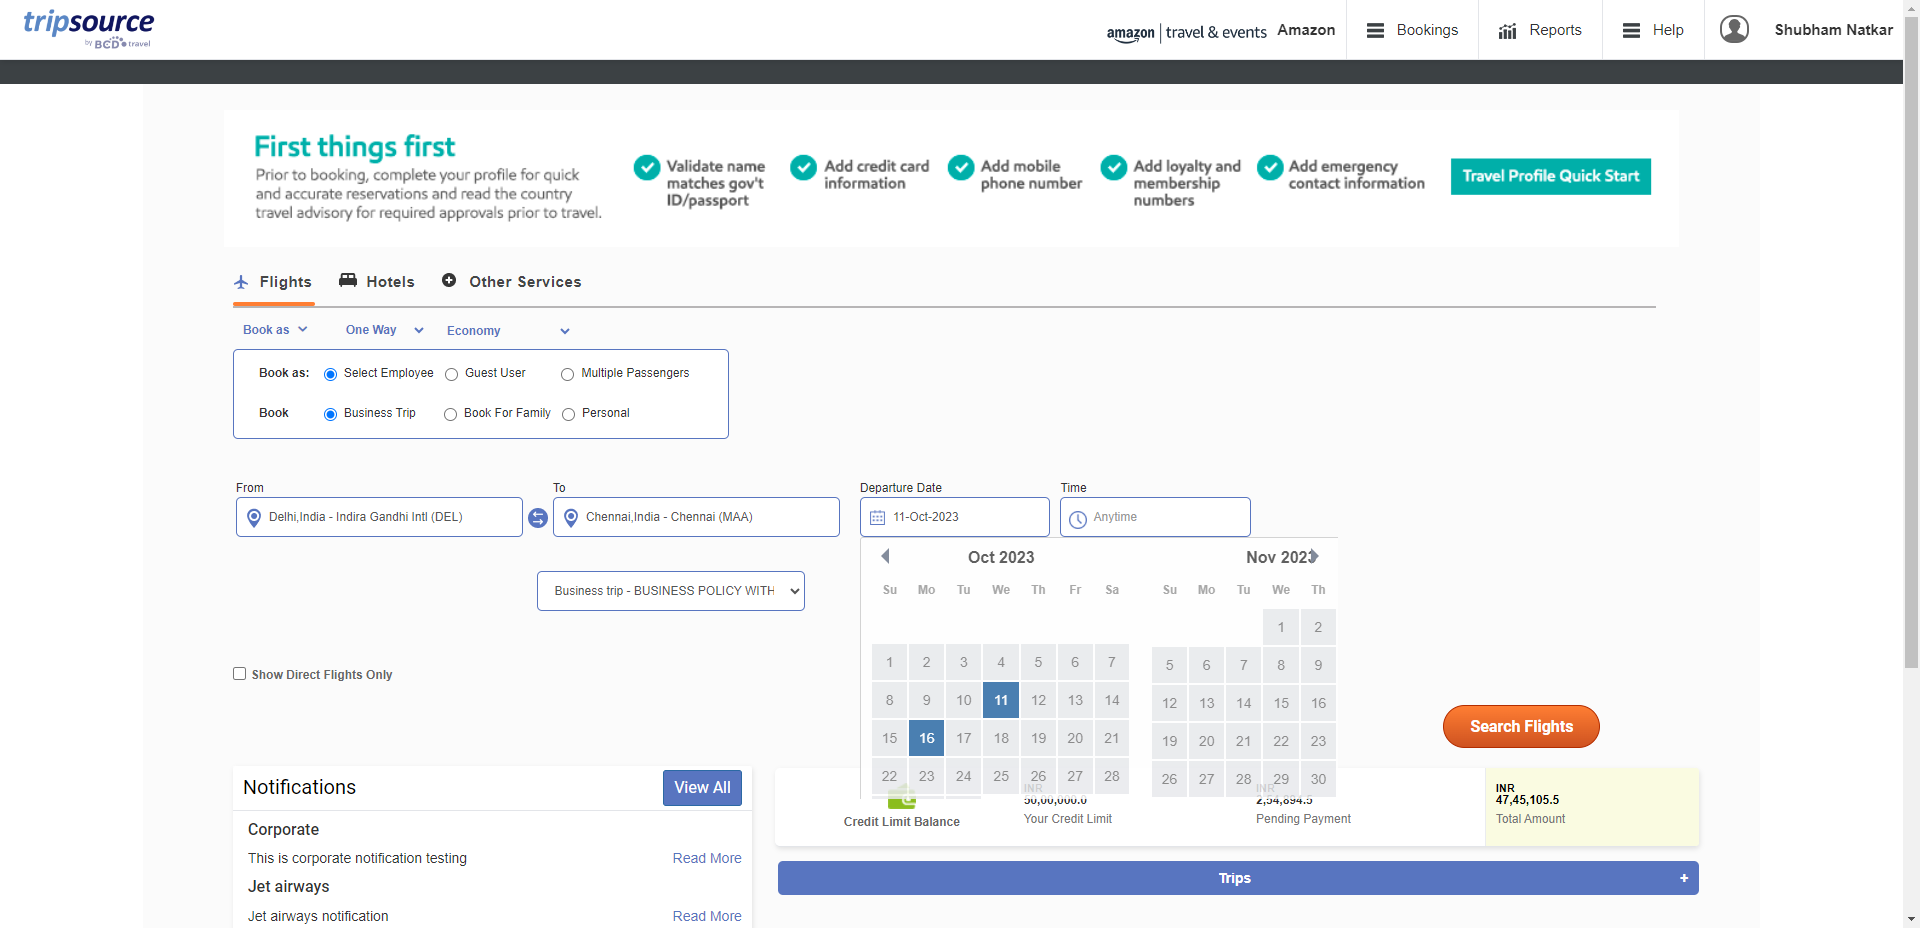 tripsource
by BCD travel
amazon | travel & events Amazon
Bookings
Reports
Help
Shubham Natkar
First things first
Prior to booking, complete your profile for quick
and accurate reservations and read the country
travel advisory for required approvals prior to travel.
Validate name
matches gov't
ID/passport
Add credit card
information
Add mobile
phone number
Add loyalty and
membership
numbers
Add emergency
contact information
Travel Profile Quick Start
Flights
Hotels
Other Services
Book as
One Way
Economy
Book as: Select Employee Guest User Multiple Passengers
Book Business Trip Book For Family Personal
From
Delhi,India - Indira Gandhi Intl (DEL)
To
Chennai,India - Chennai (MAA)
Departure Date
11-Oct-2023
Time
Anytime
Oct 2023
Su Mo Tu We Th Fr Sa
1 2 3 4 5 6 7
8 9 10 11 12 13 14
15 16 17 18 19 20 21
22 23 24 25 26 27 28
Nov 2023
Su Mo Tu We Th
1 2
5 6 7 8 9
12 13 14 15 16
19 20 21 22 23
26 27 28 29 30
Business trip - BUSINESS POLICY WITH
Show Direct Flights Only
Search Flights
Notifications
View All
Corporate
This is corporate notification testing
Read More
Jet airways
Jet airways notification
Read More
Credit Limit Balance
INR
50,00,000.0
Your Credit Limit
INR
2,54,894.5
Pending Payment
INR
47,45,105.5
Total Amount
Trips +